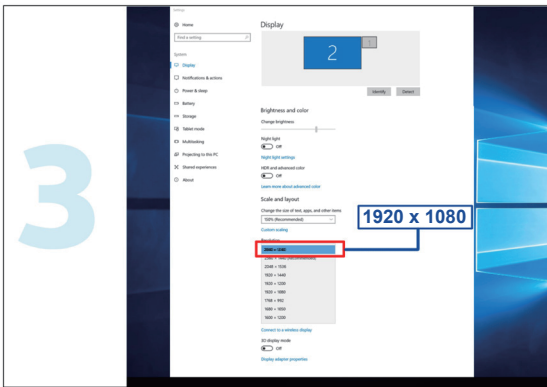 Settings
Home
Display
Find a setting
System
Display
Notifications & actions
Power & sleep
Battery
Storage
Tablet mode
Multitasking
Projecting to this PC
Shared experiences
About
2
1
Identify
Detect
Brightness and color
Change brightness
Night light
Off
Night light settings
HDR and advanced color
Off
Learn more about advanced color
Scale and layout
Change the size of text, apps, and other items
100% (Recommended)
Custom scaling
1920 x 1080
2048 × 1536
1920 × 1440
1920 × 1200
1920 × 1080
1680 × 1050
1600 × 1200
Connect to a wireless display
3D display mode
Off
Display adapter properties
3